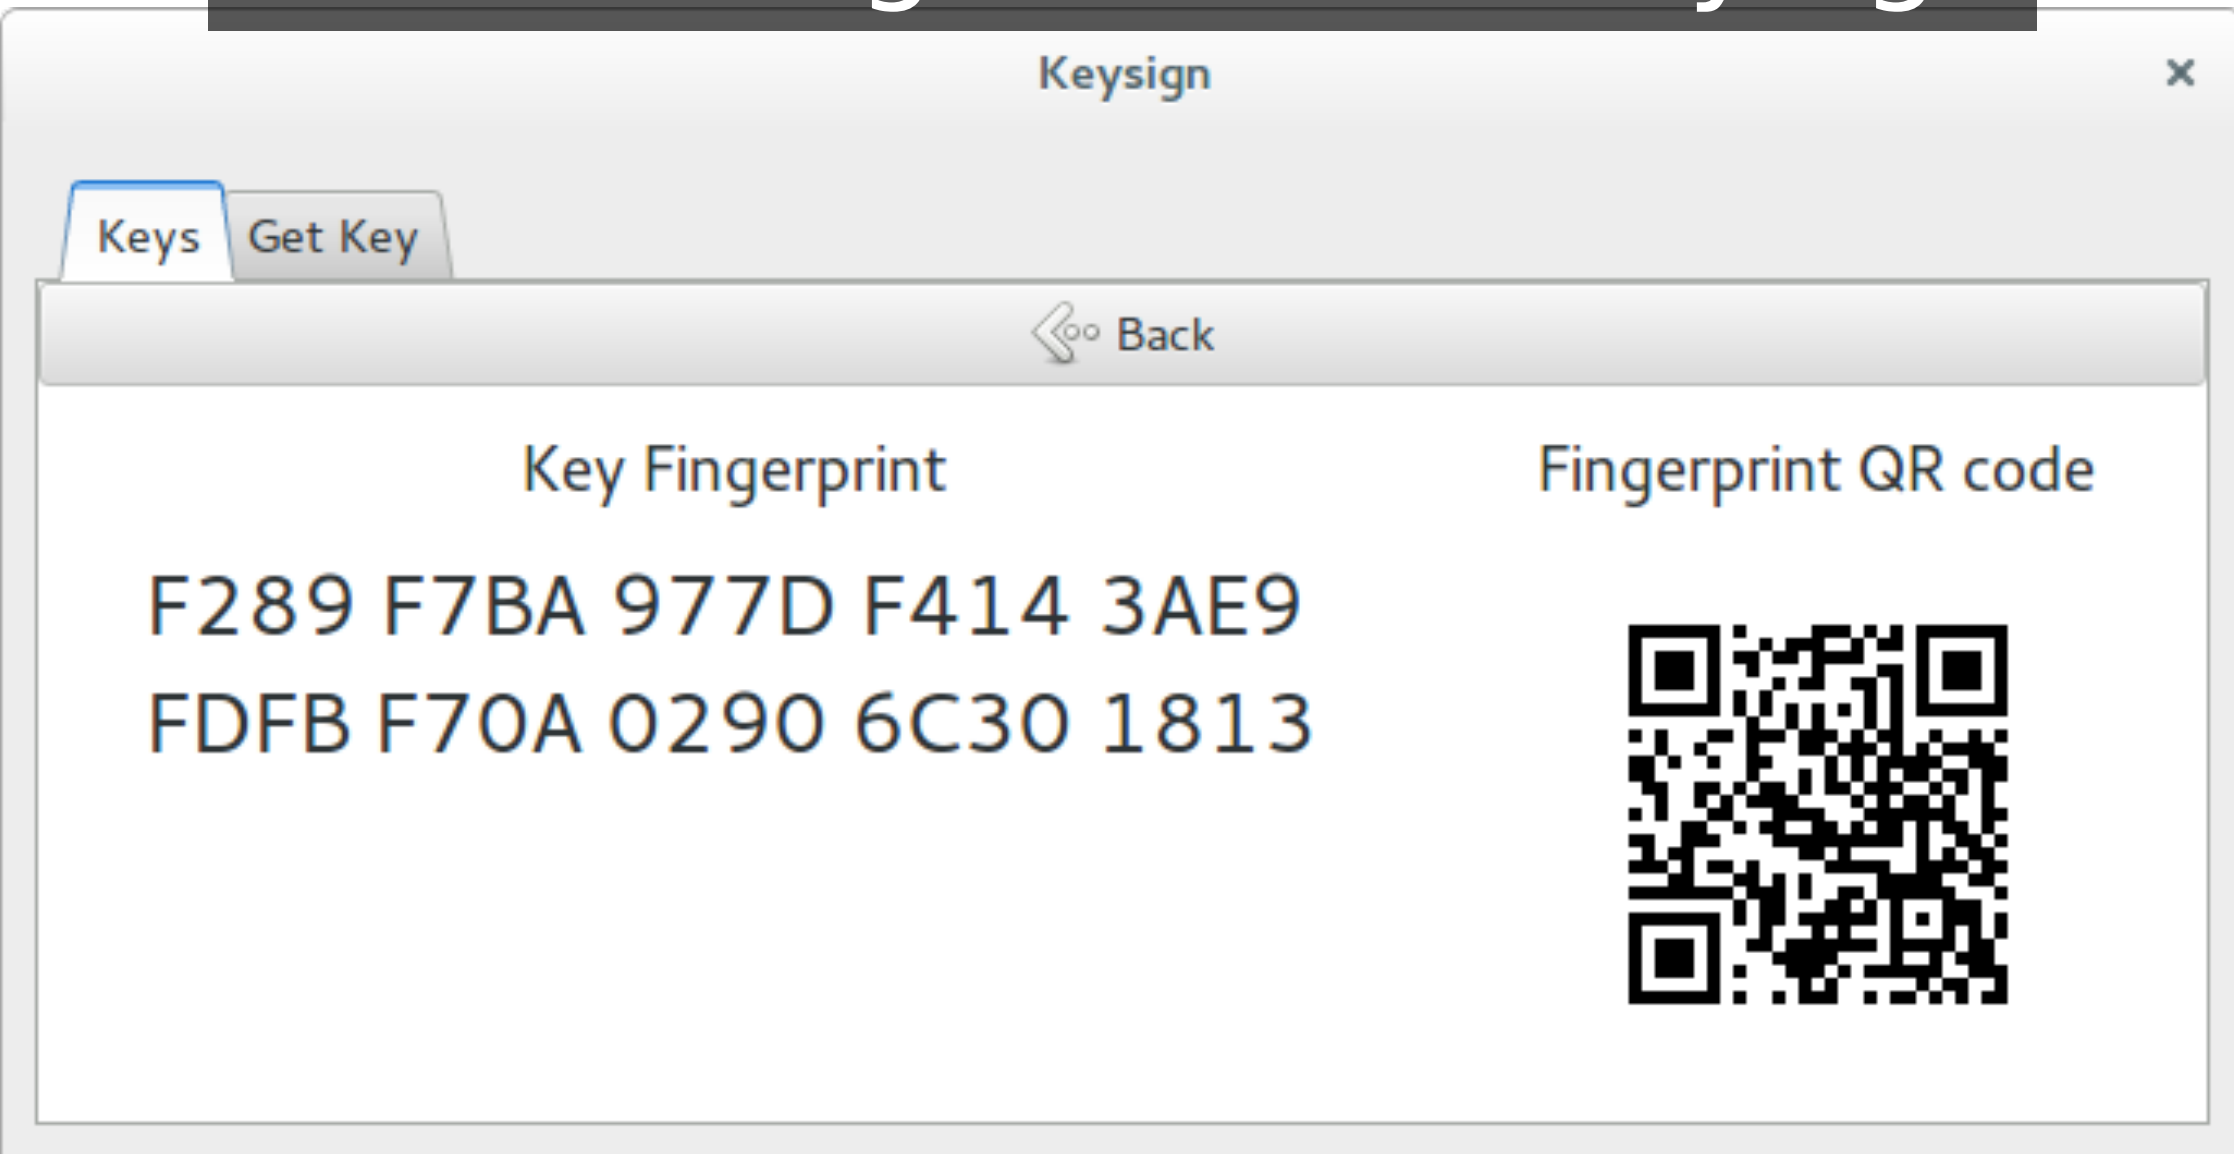 Keysign
Keys
Get Key
Back
Key Fingerprint
Fingerprint QR code
F289 F7BA 977D F414 3AE9
FDFB F70A 0290 6C30 1813